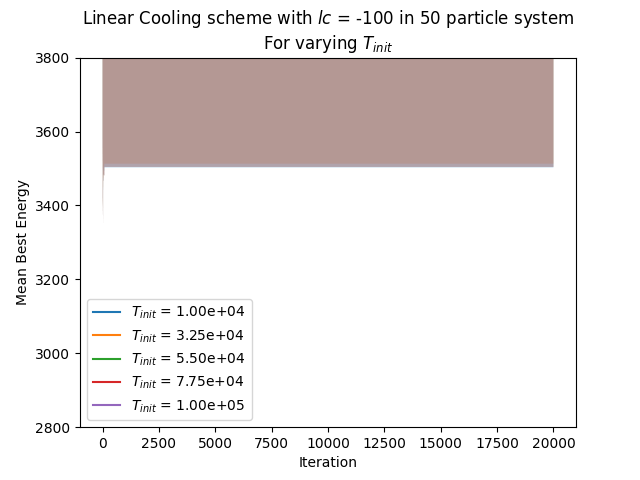 Linear Cooling scheme with lc = -100 in 50 particle system
For varying T_init
3800
3600
3400
3200
3000
2800
Mean Best Energy
T_init = 1.00e+04
T_init = 3.25e+04
T_init = 5.50e+04
T_init = 7.75e+04
T_init = 1.00e+05
0 2500 5000 7500 10000 12500 15000 17500 20000
Iteration